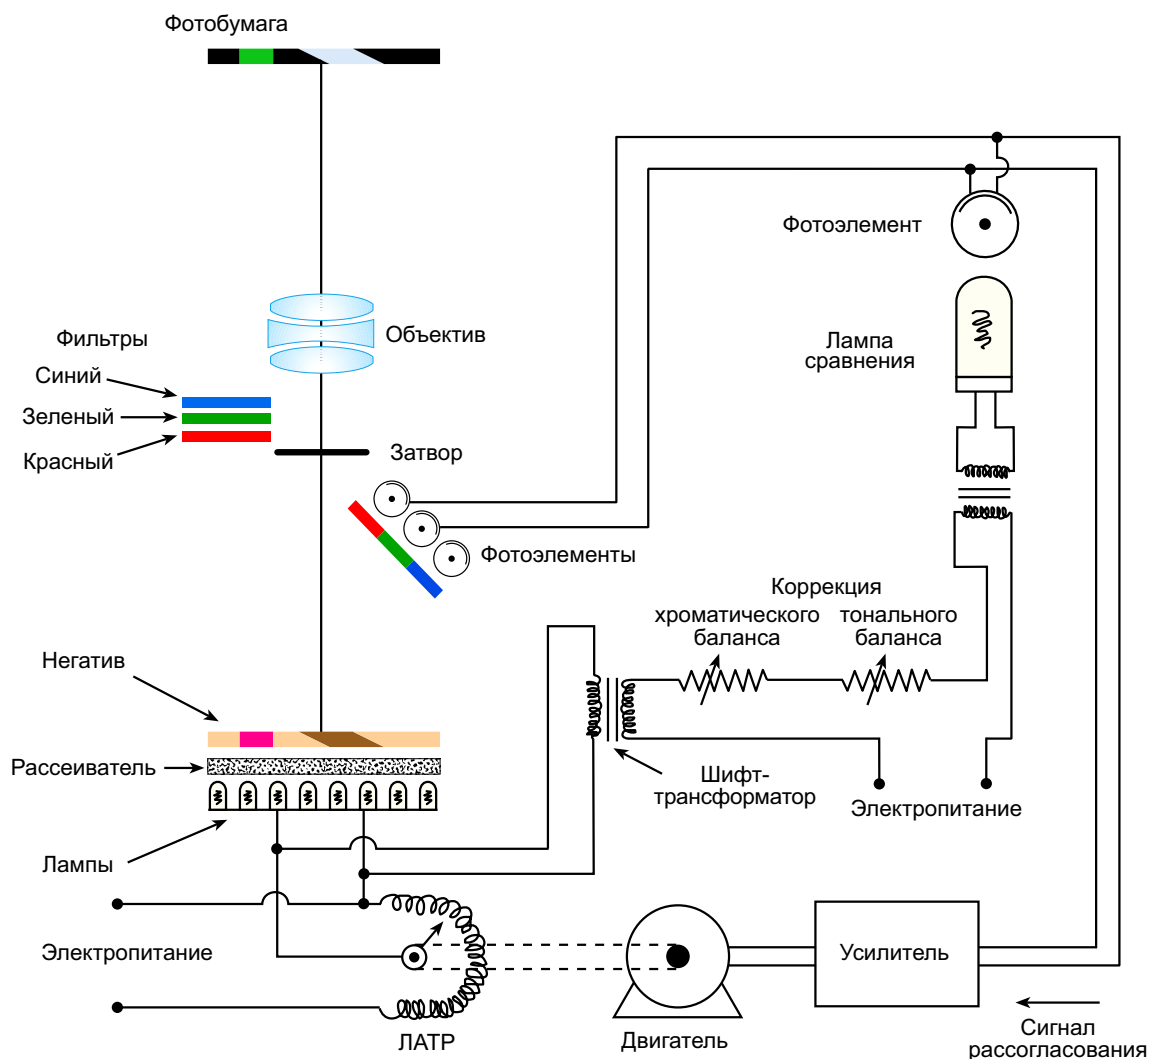 Фотобумага
Фотоэлемент
Объектив
Фильтры
Синий
Зеленый
Красный
Лампа
сравнения
Затвор
Фотоэлементы
Коррекция
хроматического
баланса
тонального
баланса
Негатив
Рассеиватель
Шифт-
трансформатор
Электропитание
Лампы
Электропитание
Усилитель
ЛАТР
Двигатель
Сигнал
рассогласования